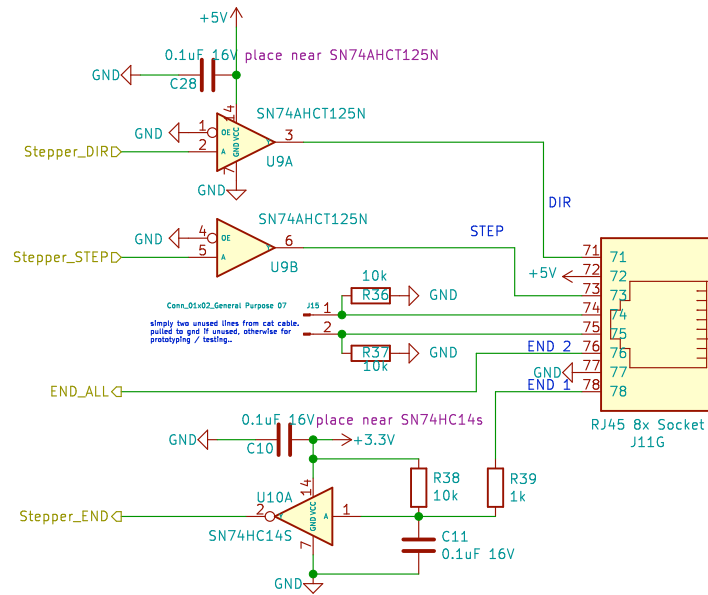 +5V
0.1uF 16V place near SN74AHCT125N
GND
C28
14
SN74AHCT125N
GND 1 OE VCC 3
Stepper_DIR 2 A GND
U9A
7
GND
DIR
SN74AHCT125N
GND 4 OE 6 STEP
Stepper_STEP 5 A
U9B
71 71
+5V 72 72
73 73
74 74
75 75
END 2 76 76
GND 77 77
END 1 78 78
RJ45 8x Socket
J11G
10k
R36 GND
Conn_01x02_General Purpose 07 J15 1
2
simply two unused lines from cat cable.
pulled to gnd if unused, otherwise for
prototyping / testing..
R37 GND
10k
END_ALL
0.1uF 16V place near SN74HC14s
GND +3.3V
C10
14
R38
10k
R39
1k
U10A
VCC
GND
Stepper_END 2 A 1
SN74HC14S
7
C11
0.1uF 16V
GND